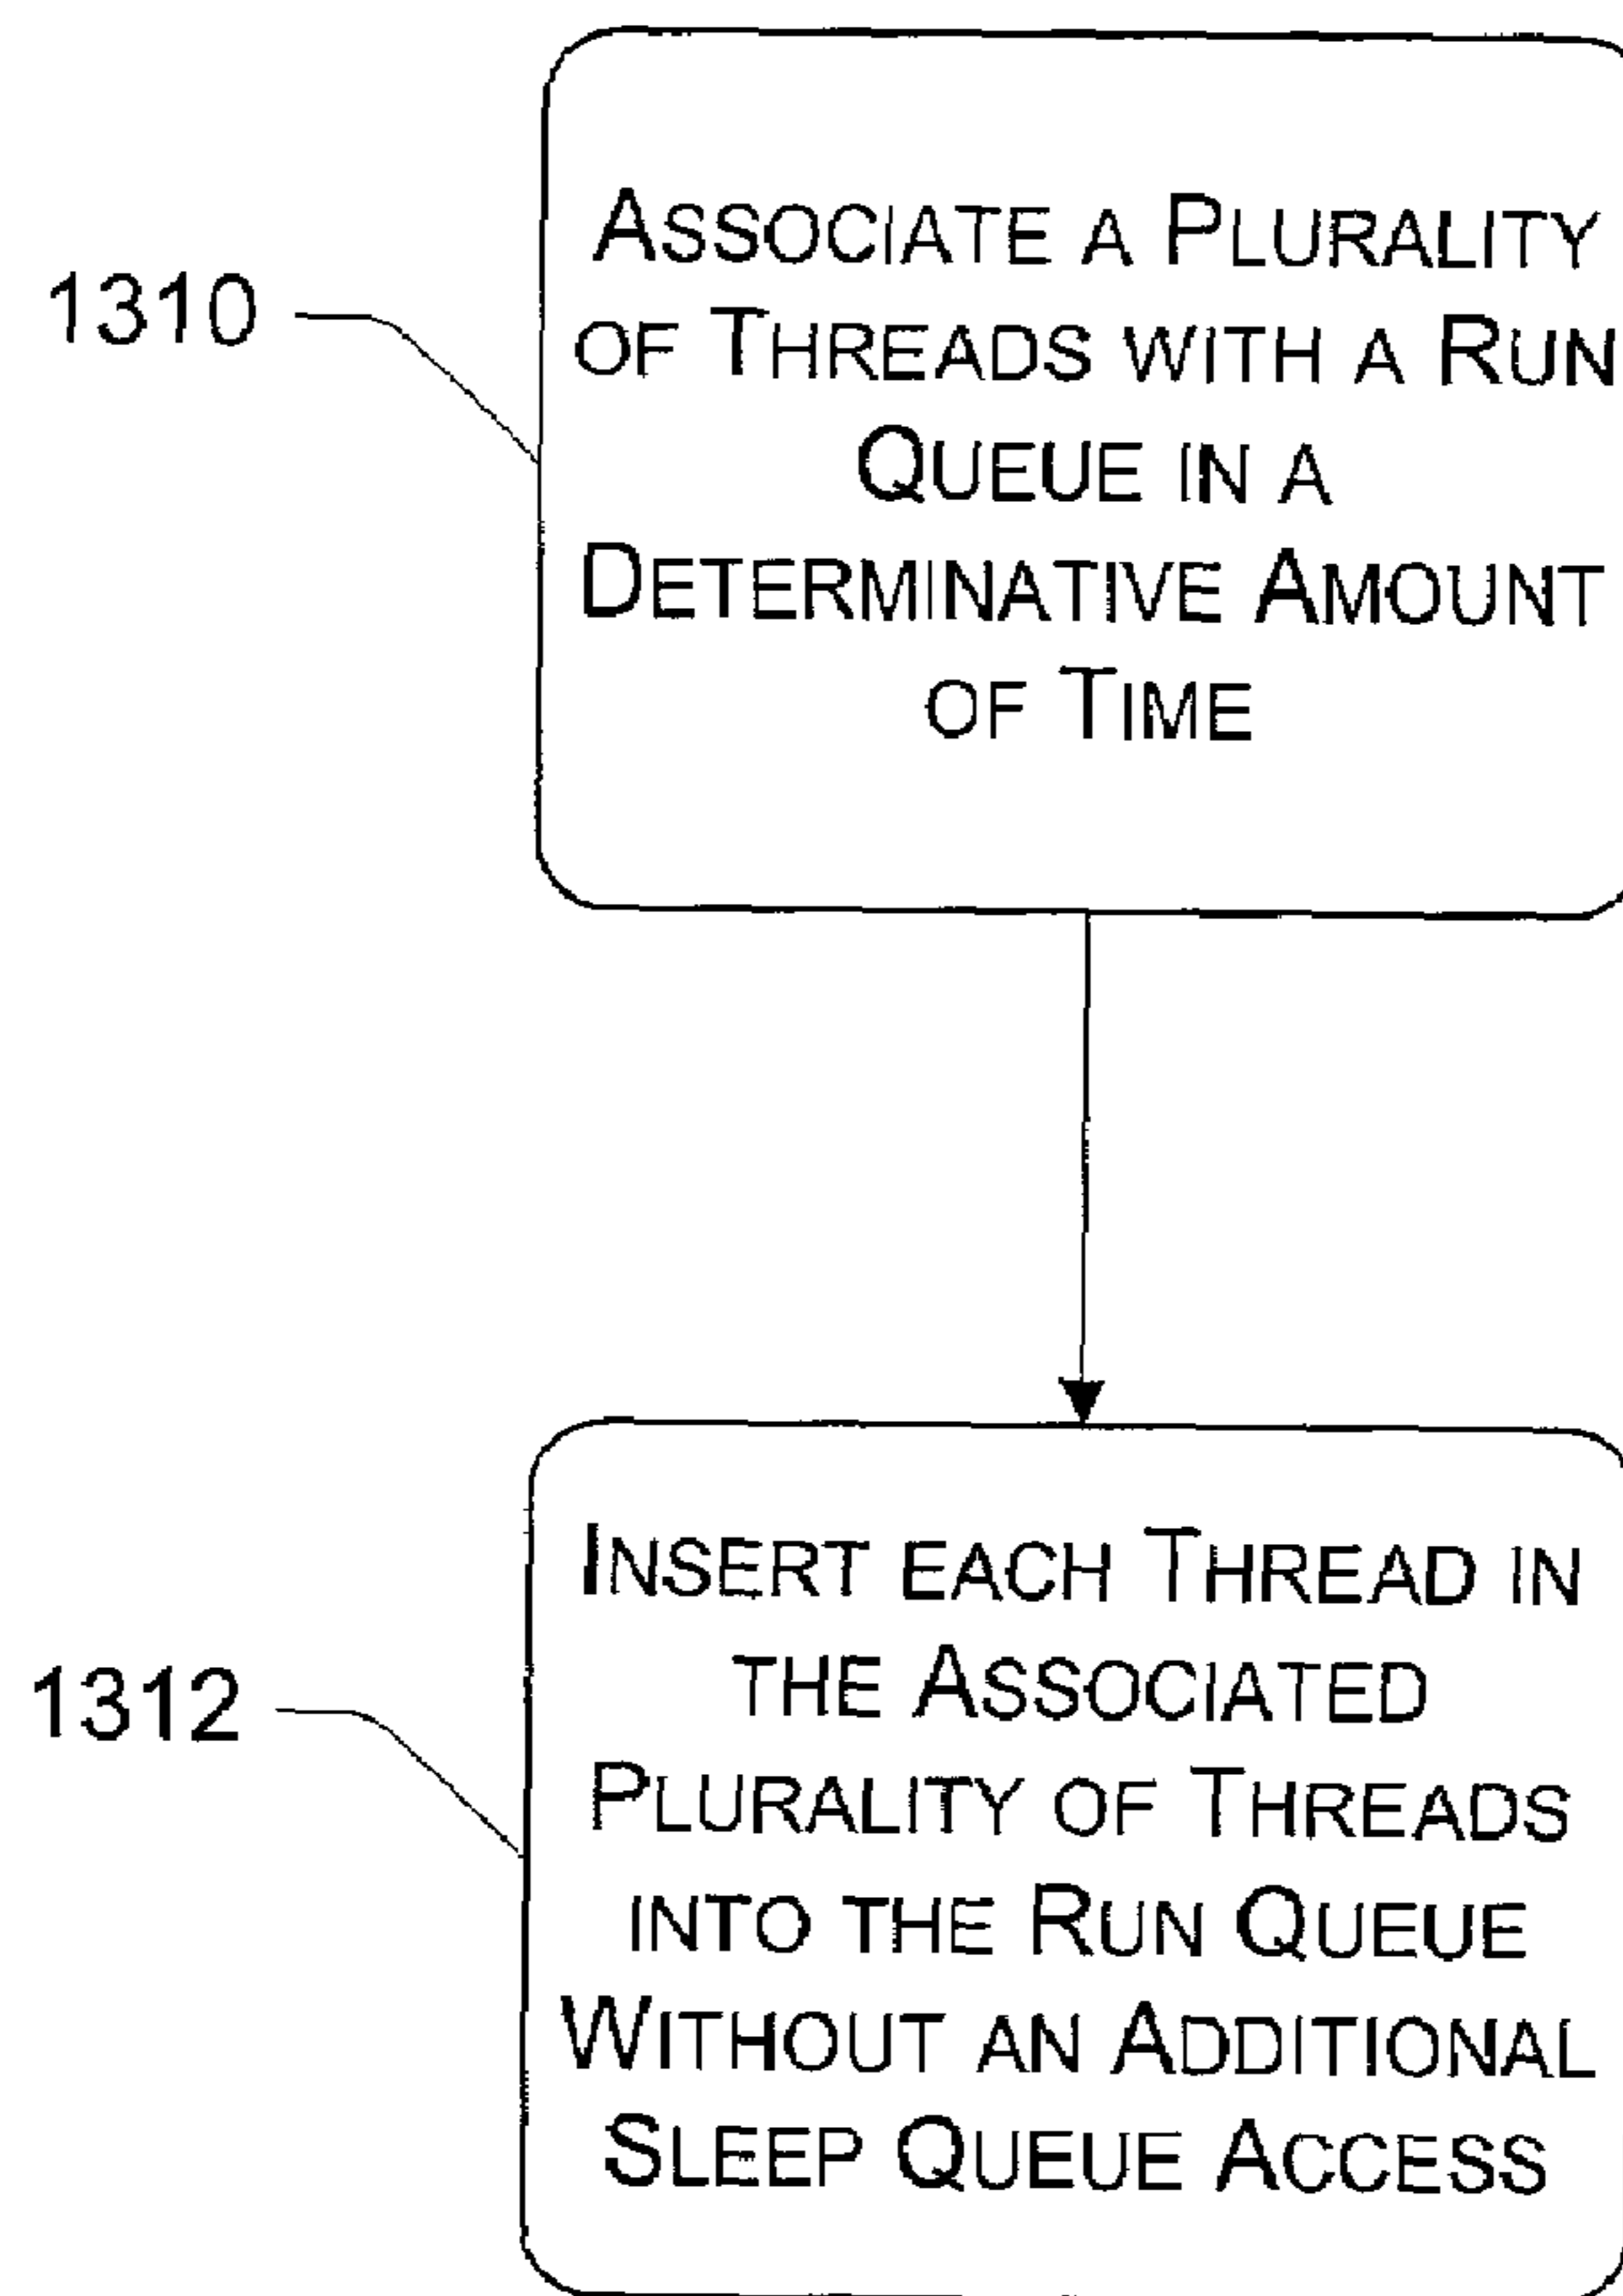 1310
ASSOCIATE A PLURALITY
OF THREADS WITH A RUN
QUEUE IN A
DETERMINATIVE AMOUNT
OF TIME
1312
INSERT EACH THREAD IN
THE ASSOCIATED
PLURALITY OF THREADS
INTO THE RUN QUEUE
WITHOUT AN ADDITIONAL
SLEEP QUEUE ACCESS